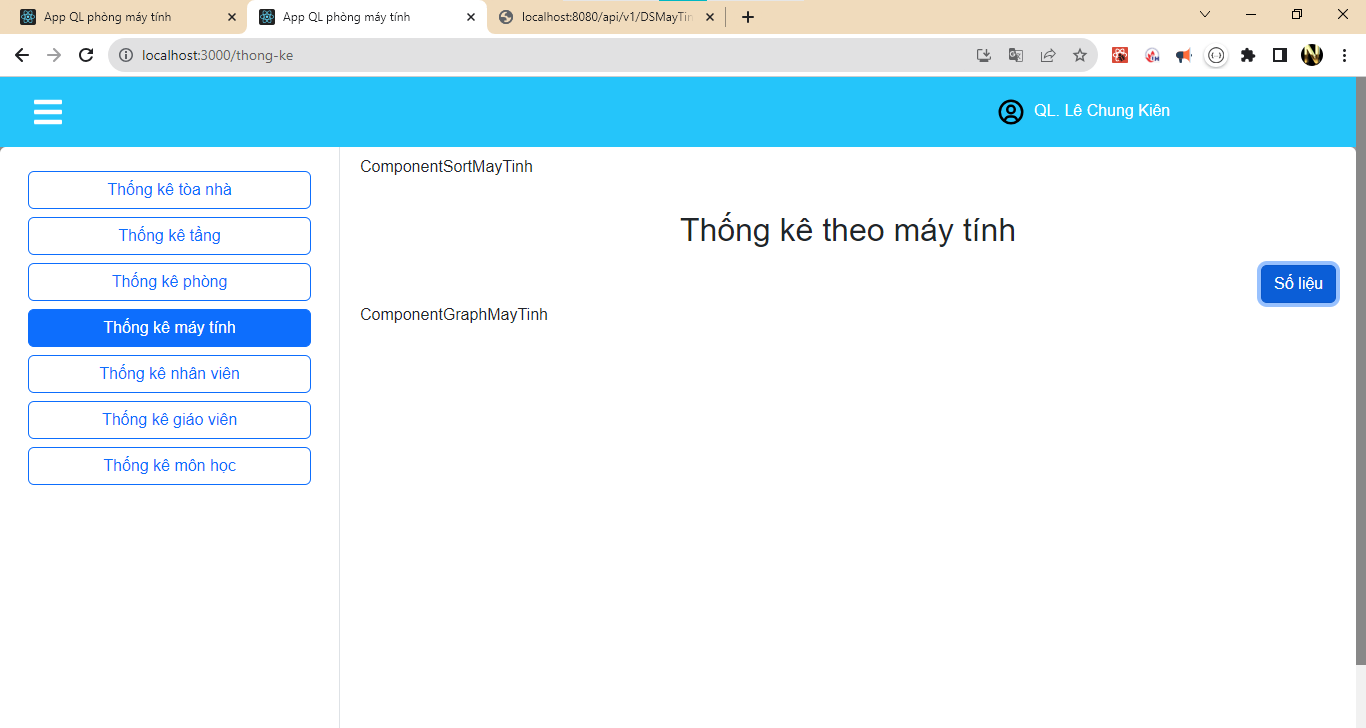 App QL phòng máy tính
App QL phòng máy tính
localhost:8080/api/v1/DSMayTin
localhost:3000/thong-ke
QL. Lê Chung Kiên
Thống kê tòa nhà
Thống kê tầng
Thống kê phòng
Thống kê máy tính
Thống kê nhân viên
Thống kê giáo viên
Thống kê môn học
ComponentSortMayTinh
Thống kê theo máy tính
Số liệu
ComponentGraphMayTinh